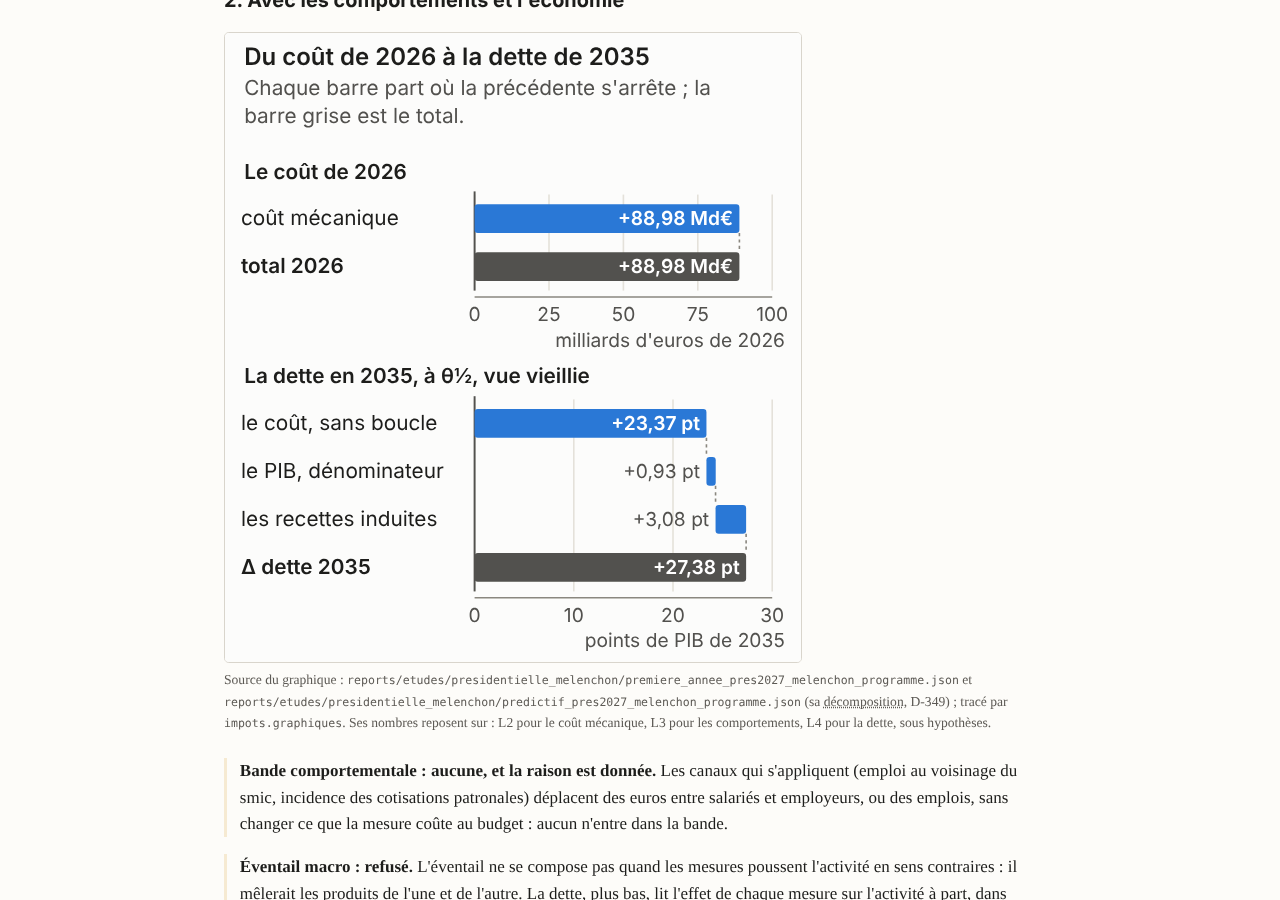 2. Avec les comportements et l'économie
Du coût de 2026 à la dette de 2035
Chaque barre part où la précédente s'arrête ; la
barre grise est le total.
Le coût de 2026
coût mécanique
+88,98 Md€
total 2026
+88,98 Md€
0 25 50 75 100
milliards d'euros de 2026
La dette en 2035, à θ½, vue vieillie
le coût, sans boucle
+23,37 pt
le PIB, dénominateur
+0,93 pt
les recettes induites
+3,08 pt
Δ dette 2035
+27,38 pt
0 10 20 30
points de PIB de 2035
Source du graphique : reports/etudes/presidentielle_melenchon/premiere_annee_pres2027_melenchon_programme.json et
reports/etudes/presidentielle_melenchon/predictif_pres2027_melenchon_programme.json (sa décomposition, D-349) ; tracé par
impots.graphiques. Ses nombres reposent sur : L2 pour le coût mécanique, L3 pour les comportements, L4 pour la dette, sous hypothèses.
Bande comportementale : aucune, et la raison est donnée. Les canaux qui s'appliquent (emploi au voisinage du
smic, incidence des cotisations patronales) déplacent des euros entre salariés et employeurs, ou des emplois, sans
changer ce que la mesure coûte au budget : aucun n'entre dans la bande.
Éventail macro : refusé. L'éventail ne se compose pas quand les mesures poussent l'activité en sens contraires : il
mêlerait les produits de l'une et de l'autre. La dette, plus bas, lit l'effet de chaque mesure sur l'activité à part, dans